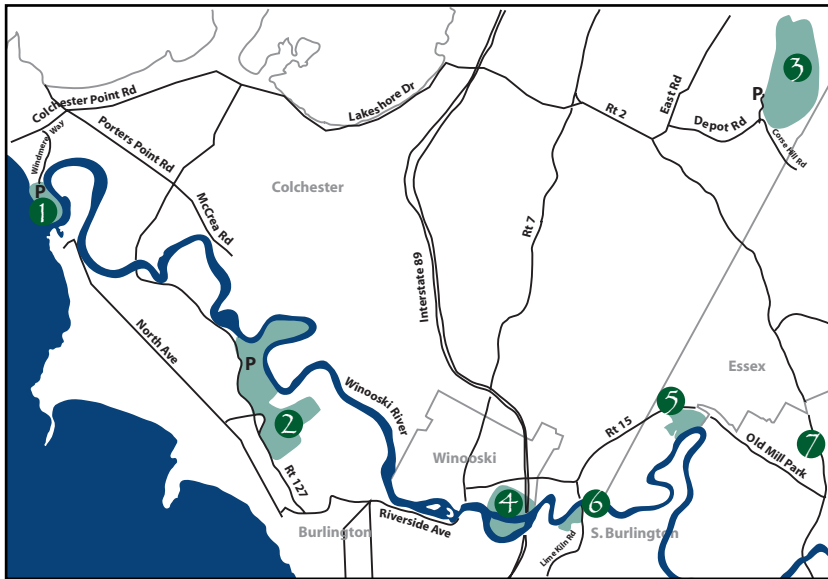 3
P
East Rd
Rt 2
Depot Rd
Corse Hill Rd
Colchester Point Rd
Lakeshore Dr
Windmere Way
Porters Point Rd
P
1
Colchester
McCrea Rd
Rt 7
Interstate 89
North Ave
P
Essex
Winooski River
2
5
Rt 15
Old Mill Park
7
Winooski
Rt 127
4
6
Riverside Ave
Burlington
Lime Kiln Rd
S. Burlington